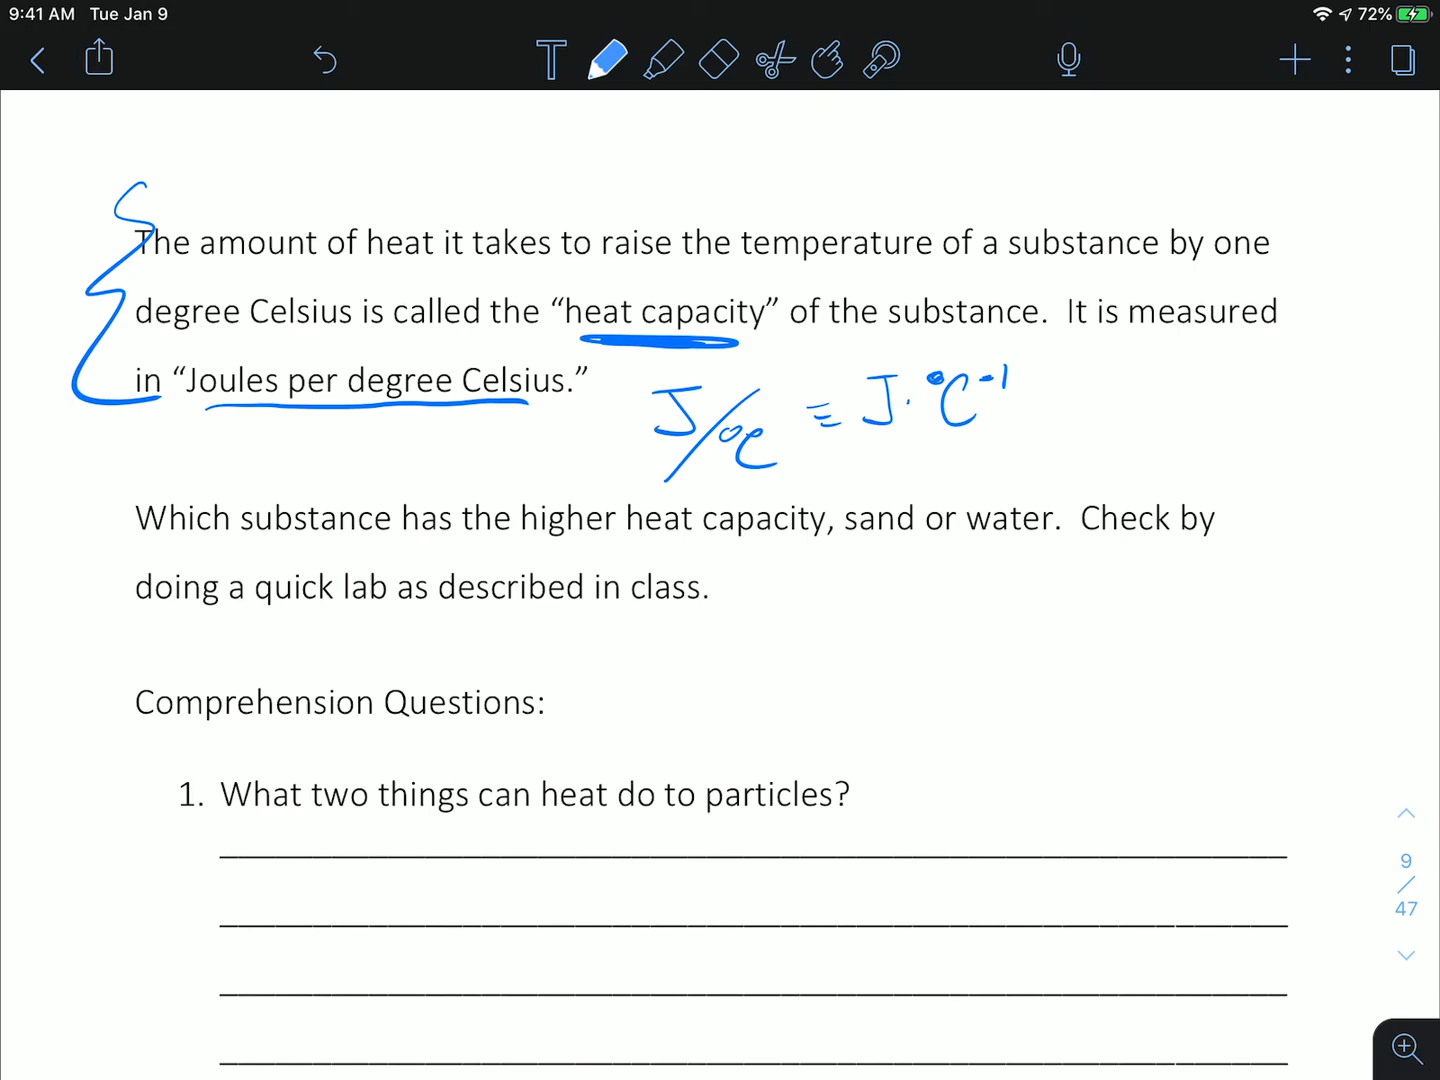 9:41 AM Tue Jan 9
72%
The amount of heat it takes to raise the temperature of a substance by one
degree Celsius is called the “heat capacity” of the substance. It is measured
in “Joules per degree Celsius.”
J/°C ≡ J·°C⁻¹
Which substance has the higher heat capacity, sand or water. Check by
doing a quick lab as described in class.
Comprehension Questions:
1. What two things can heat do to particles?
9
/
47